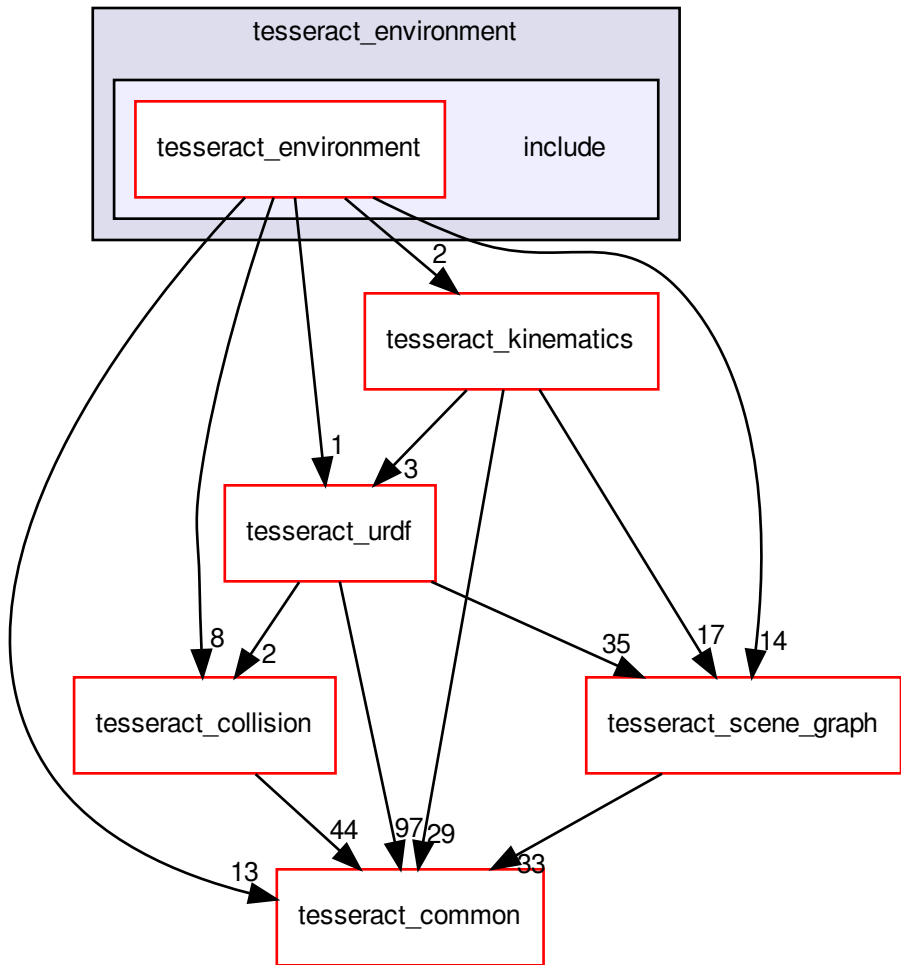 tesseract_environment
tesseract_environment
include
2
tesseract_kinematics
1
3
tesseract_urdf
8
2
35
17
14
tesseract_collision
tesseract_scene_graph
44
97
29
33
13
tesseract_common